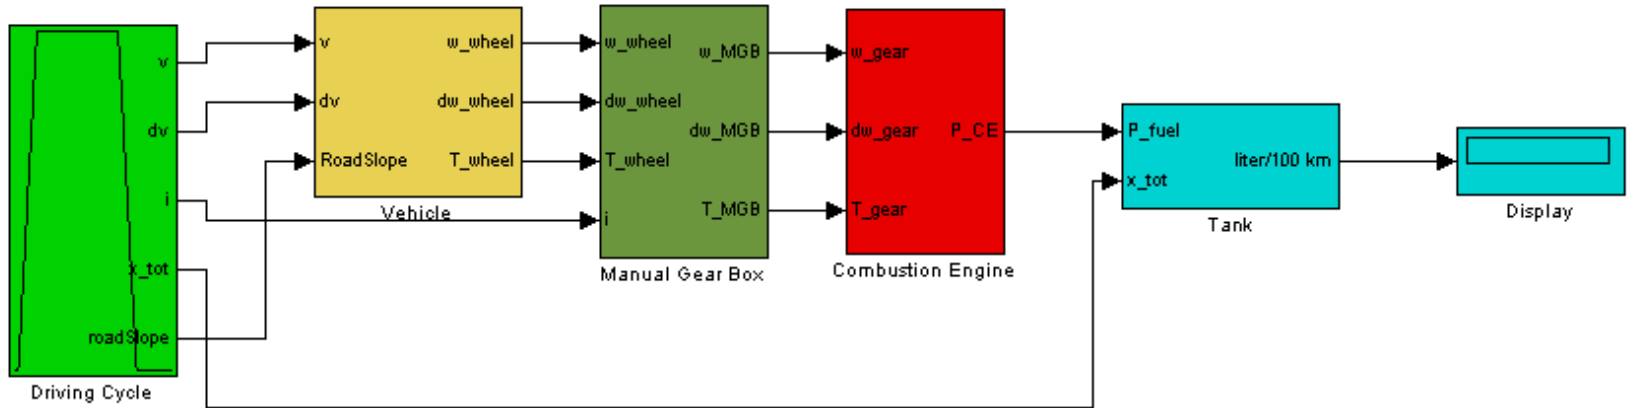 v
dv
i
x_tot
roadSlope
Driving Cycle
v
dv
RoadSlope
w_wheel
dw_wheel
T_wheel
Vehicle
w_wheel
dw_wheel
T_wheel
i
w_MGB
dw_MGB
T_MGB
Manual Gear Box
w_gear
dw_gear
T_gear
P_CE
Combustion Engine
P_fuel
x_tot
liter/100 km
Tank
Display